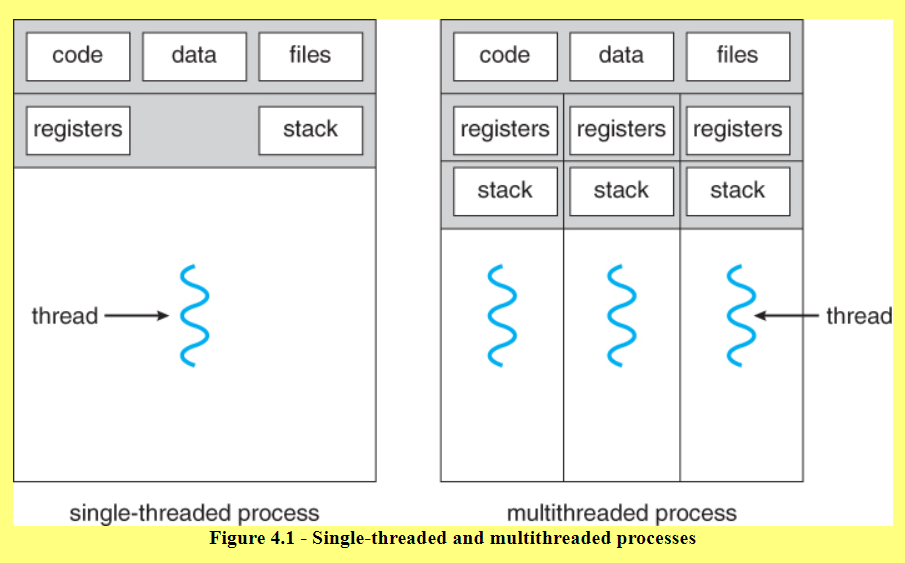 code data files code data files
registers stack registers registers registers
stack stack stack
thread thread
single-threaded process multithreaded process
Figure 4.1 - Single-threaded and multithreaded processes